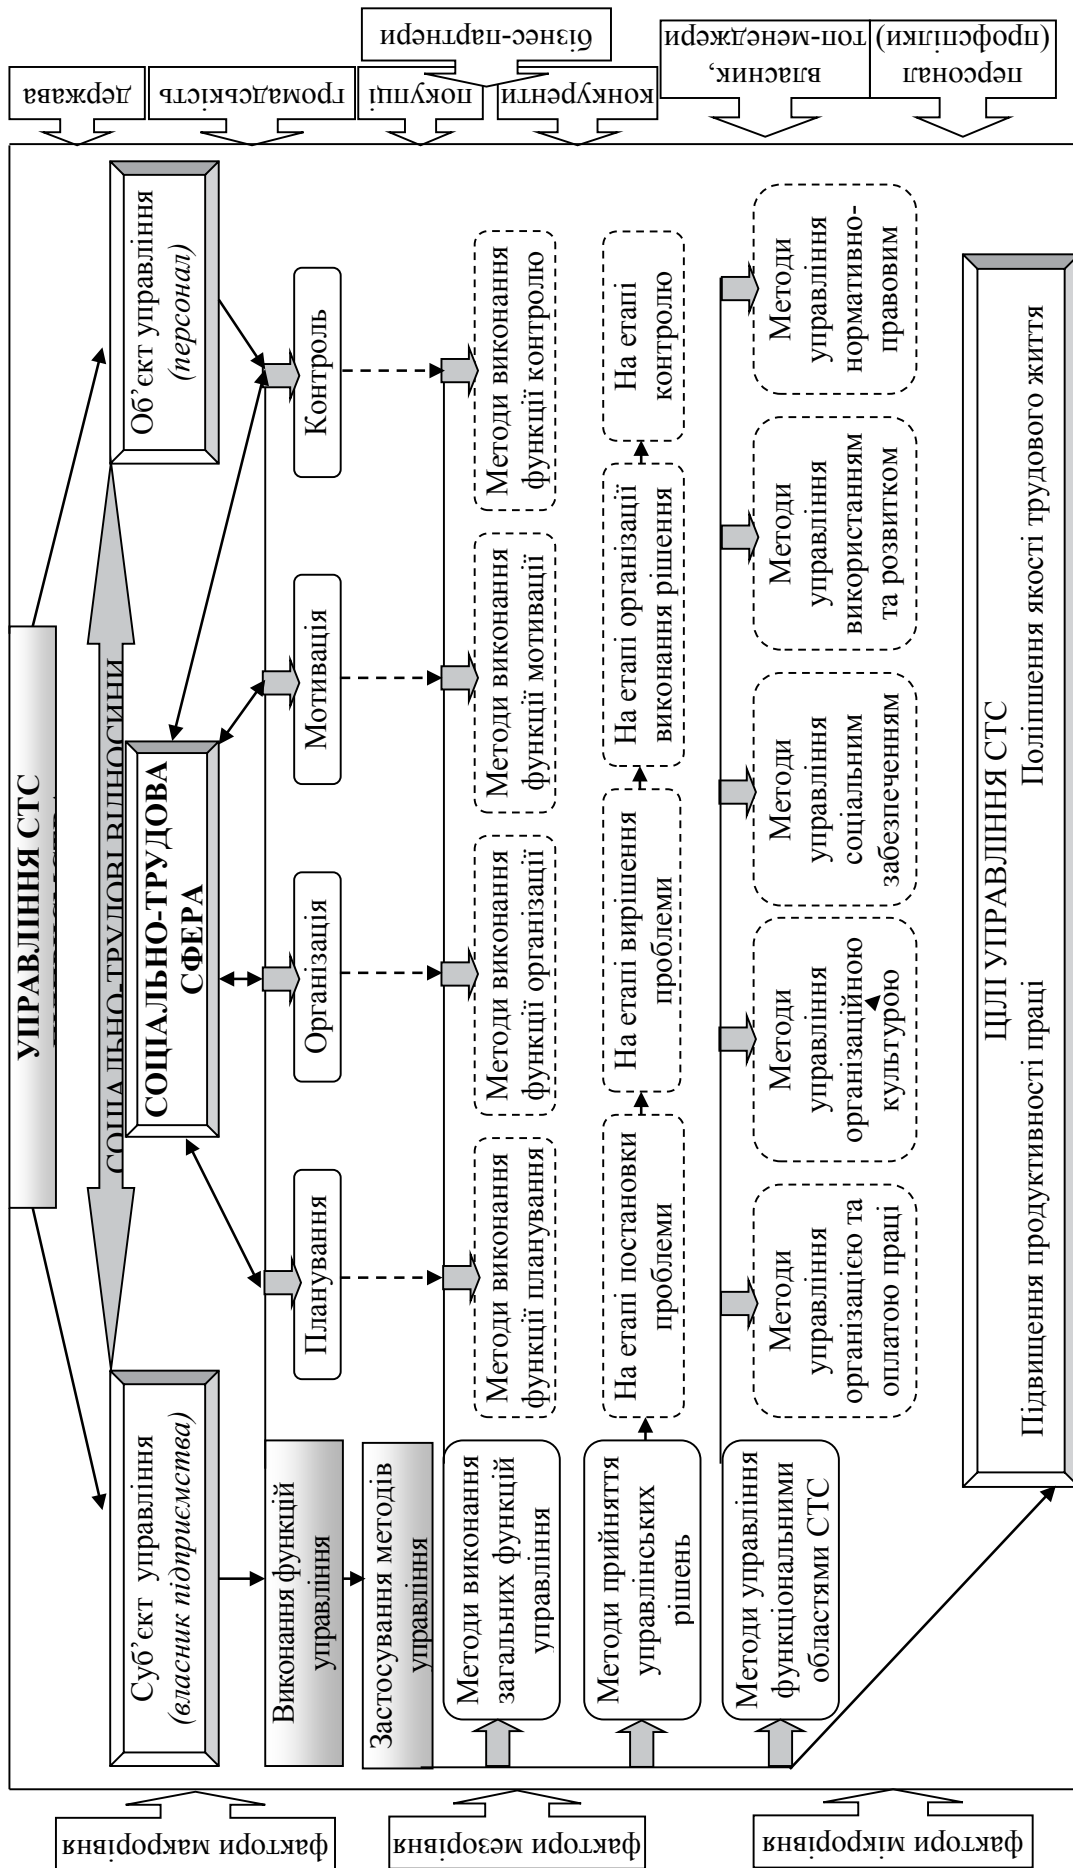 УПРАВЛІННЯ СТС
СОЦІАЛЬНО-ТРУДОВІ ВІДНОСИНИ
Суб’єкт управління
(власник підприємства)
СОЦІАЛЬНО-ТРУДОВА
СФЕРА
Об’єкт управління
(персонал)
Виконання функцій
управління
Планування
Організація
Мотивація
Контроль
Застосування методів
управління
Методи виконання
загальних функцій
управління
Методи виконання
функції планування
Методи виконання
функції організації
Методи виконання
функції мотивації
Методи виконання
функції контролю
Методи прийняття
управлінських
рішень
На етапі постановки
проблеми
На етапі вирішення
проблеми
На етапі організації
виконання рішення
На етапі
контролю
Методи управління
функціональними
областями СТС
Методи
управління
організацією та
оплатою праці
Методи
управління
організаційною
культурою
Методи
управління
соціальним
забезпеченням
Методи
управління
використанням
та розвитком
Методи
управління
нормативно-
правовим
ЦІЛІ УПРАВЛІННЯ СТС
Підвищення продуктивності праці
Поліпшення якості трудового життя
фактори макрорівня
фактори мезорівня
фактори мікрорівня
держава
громадськість
покупці
бізнес-партнери
конкуренти
власник,
топ-менеджери
персонал
(профспілки)